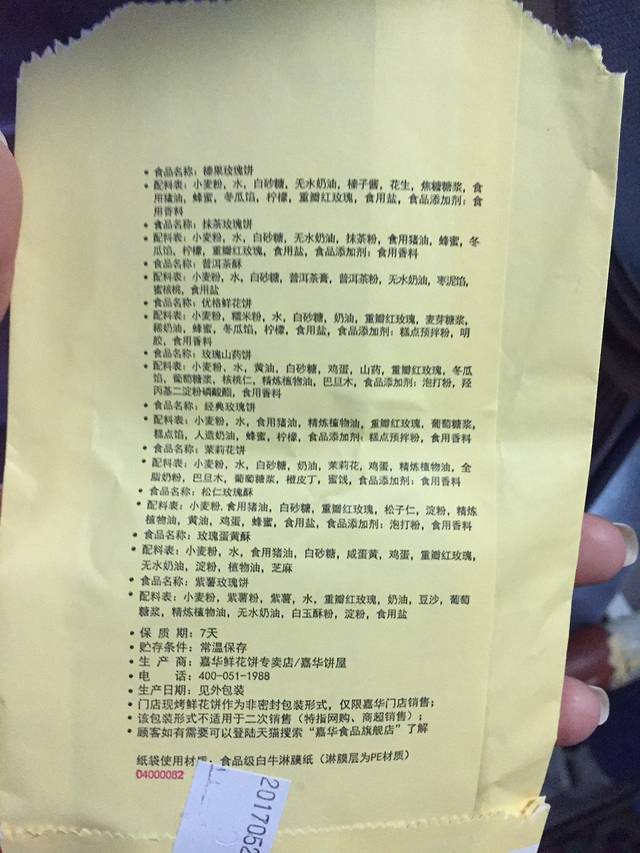 • 食品名称：榛果玫瑰饼
• 配料表：小麦粉，水，白砂糖，无水奶油，榛子酱，花生，焦糖糖浆，食
用猪油，蜂蜜，冬瓜馅，柠檬，重瓣红玫瑰，食用盐，食品添加剂：食
用香料
• 食品名称：抹茶玫瑰饼
• 配料表：小麦粉，水，白砂糖，无水奶油，抹茶粉，食用猪油，蜂蜜，冬
瓜馅，柠檬，重瓣红玫瑰，食用盐，食品添加剂：食用香料
• 食品名称：普洱茶酥
• 配料表：小麦粉，水，白砂糖，普洱茶膏，普洱茶粉，无水奶油，枣泥馅，
蜜核桃，食用盐
• 食品名称：优格鲜花饼
• 配料表：小麦粉，糯米粉，水，白砂糖，奶油，重瓣红玫瑰，麦芽糖浆，
稀奶油，蜂蜜，冬瓜馅，柠檬，食用盐，食品添加剂：糕点预拌粉，明
胶，食用香料
• 食品名称：玫瑰山药饼
• 配料表：小麦粉，水，黄油，白砂糖，鸡蛋，山药，重瓣红玫瑰，冬瓜
馅，葡萄糖浆，核桃仁，精炼植物油，巴旦木，食品添加剂：泡打粉，羟
丙基二淀粉磷酸酯，食用香料
• 食品名称：经典玫瑰饼
• 配料表：小麦粉，水，食用猪油，精炼植物油，重瓣红玫瑰，葡萄糖浆，
糕点馅，人造奶油，蜂蜜，柠檬，食品添加剂：糕点预拌粉，食用香料
• 食品名称：茉莉花饼
• 配料表：小麦粉，水，白砂糖，奶油，茉莉花，鸡蛋，精炼植物油，全
脂奶粉，巴旦木，葡萄糖浆，橙皮丁，蜜饯，食品添加剂：食用香料
• 食品名称：松仁玫瑰酥
• 配料表：小麦粉,食用猪油，白砂糖，重瓣红玫瑰，松子仁，淀粉，精炼
植物油，黄油，鸡蛋，蜂蜜，食用盐，食品添加剂：泡打粉，食用香料
• 食品名称：玫瑰蛋黄酥
• 配料表：小麦粉，水，食用猪油，白砂糖，咸蛋黄，鸡蛋，重瓣红玫瑰，
无水奶油，淀粉，植物油，芝麻
• 食品名称：紫薯玫瑰饼
• 配料表：小麦粉，紫薯粉，紫薯，水，重瓣红玫瑰，奶油，豆沙，葡萄
糖浆，精炼植物油，无水奶油，白玉酥粉，淀粉，食用盐
• 保 质 期：7天
• 贮存条件：常温保存
• 生 产 商：嘉华鲜花饼专卖店/嘉华饼屋
• 电 话：400-051-1988
• 生产日期：见外包装
• 门店现烤鲜花饼作为非密封包装形式，仅限嘉华门店销售；
• 该包装形式不适用于二次销售（特指网购、商超销售）；
• 顾客如有需要可以登陆天猫搜索“嘉华食品旗舰店”了解
纸袋使用材质：食品级白牛淋膜纸（淋膜层为PE材质）
04000082
2017052